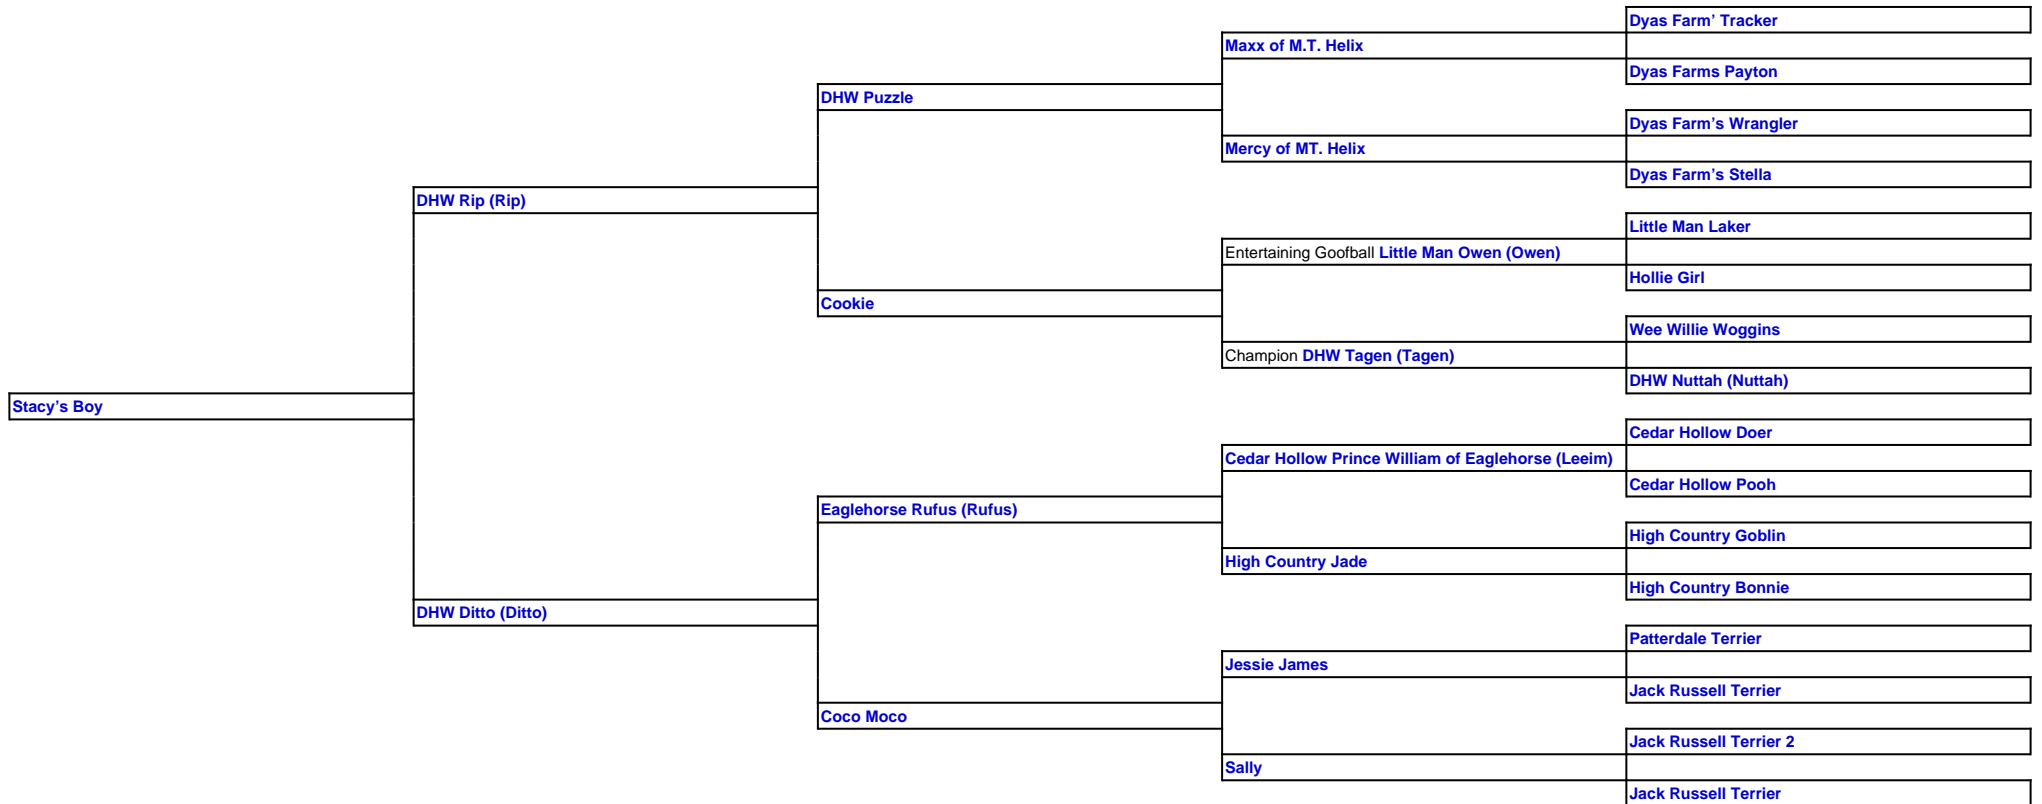 Dyas Farm’ Tracker
Maxx of M.T. Helix
Dyas Farms Payton
DHW Puzzle
Dyas Farm’s Wrangler
Mercy of MT. Helix
Dyas Farm’s Stella
DHW Rip (Rip)
Little Man Laker
Entertaining Goofball Little Man Owen (Owen)
Hollie Girl
Cookie
Wee Willie Woggins
Champion DHW Tagen (Tagen)
DHW Nuttah (Nuttah)
Stacy’s Boy
Cedar Hollow Doer
Cedar Hollow Prince William of Eaglehorse (Leeim)
Cedar Hollow Pooh
Eaglehorse Rufus (Rufus)
High Country Goblin
High Country Jade
High Country Bonnie
DHW Ditto (Ditto)
Patterdale Terrier
Jessie James
Jack Russell Terrier
Coco Moco
Jack Russell Terrier 2
Sally
Jack Russell Terrier